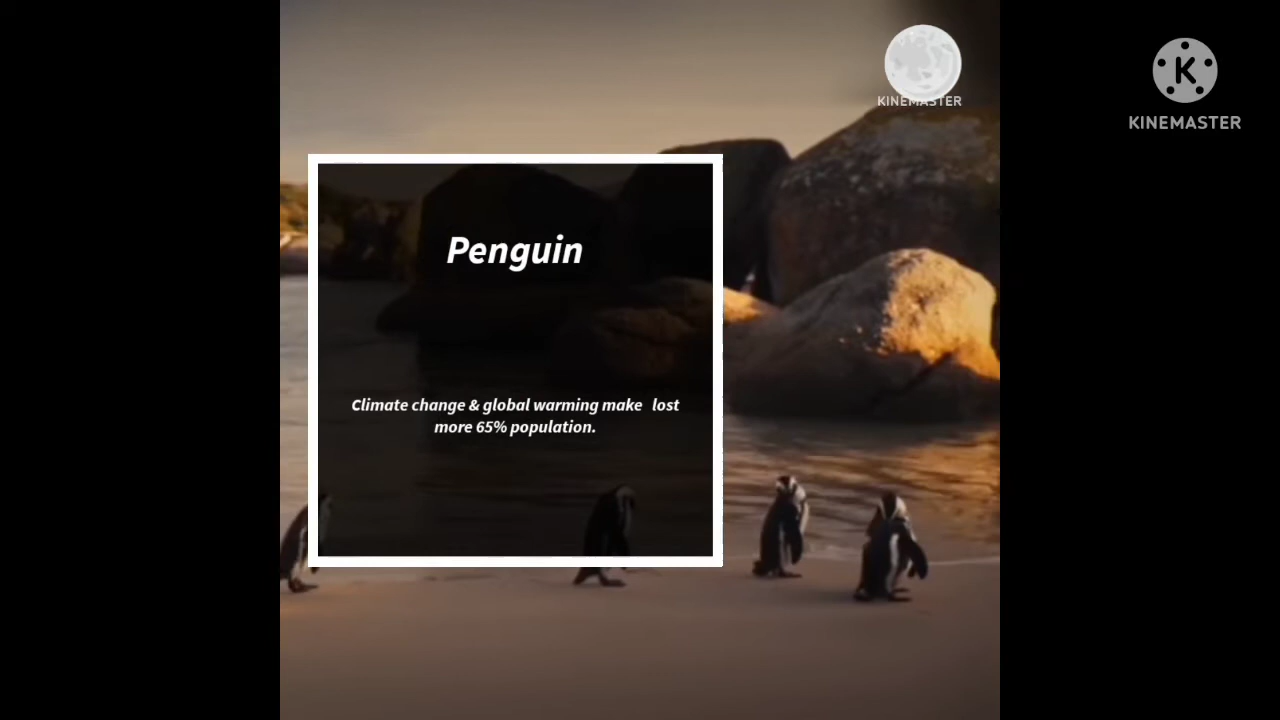 KINEMASTER
KINEMASTER
Penguin
Climate change & global warming make lost
more 65% population.